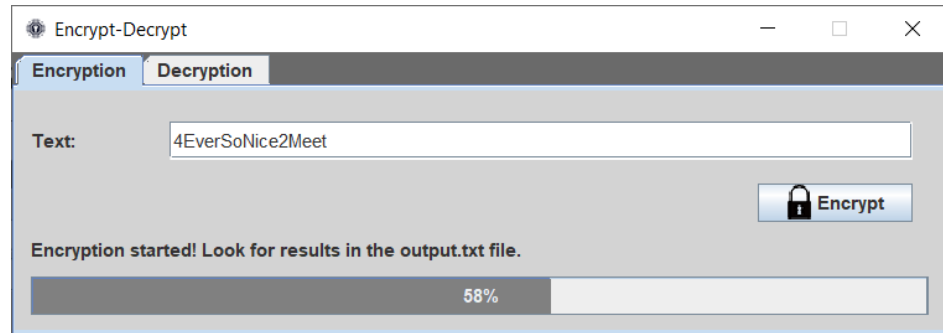 Encrypt-Decrypt
Encryption Decryption
Text: 4EverSoNice2Meet
Encrypt
Encryption started! Look for results in the output.txt file.
58%